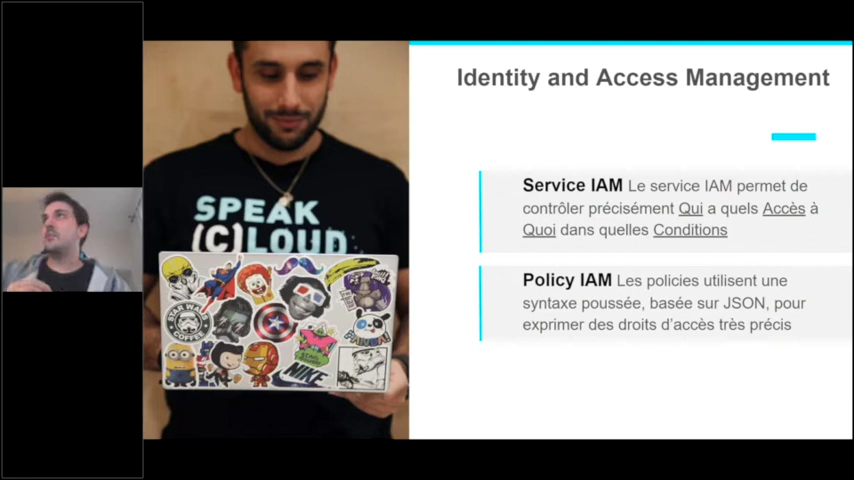 Identity and Access Management
Service IAM Le service IAM permet de
contrôler précisément Qui a quels Accès à
Quoi dans quelles Conditions
Policy IAM Les policies utilisent une
syntaxe poussée, basée sur JSON, pour
exprimer des droits d’accès très précis
SPEAK
(C)LOUD
STAR WARS
COFFEE
NIKE